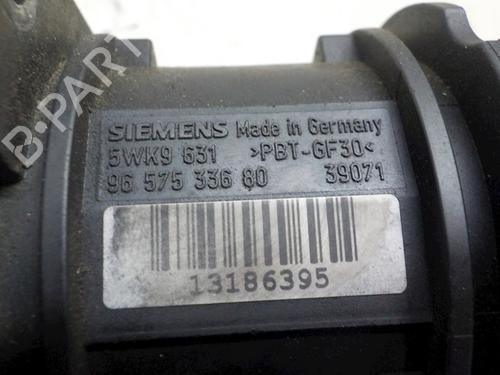 SIEMENS Made in Germany
5WK9 631 >PBT-GF30<
96 575 336 80 39071
13186395
B-Parts